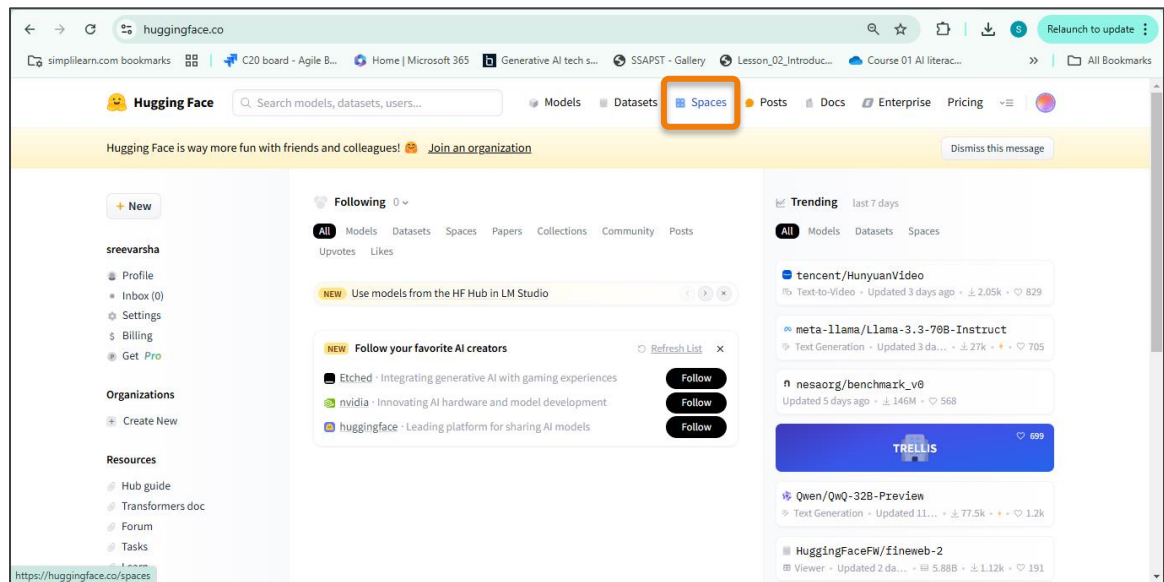 huggingface.co
S
Relaunch to update
simplilearn.com bookmarks
C20 board - Agile B...
Home | Microsoft 365
b
Generative AI tech s...
SSAPST - Gallery
Lesson_02_Introduc...
Course 01 AI literac...
»
All Bookmarks
Hugging Face
Search models, datasets, users...
Models
Datasets
Spaces
Posts
Docs
Enterprise
Pricing
Hugging Face is way more fun with friends and colleagues! 🤗 Join an organization
Dismiss this message
+ New
sreevarsha
Profile
Inbox (0)
Settings
$ Billing
Get Pro
Organizations
+ Create New
Resources
Hub guide
Transformers doc
Forum
Tasks
https://huggingface.co/spaces
Following 0
All Models Datasets Spaces Papers Collections Community Posts
Upvotes Likes
NEW Use models from the HF Hub in LM Studio
NEW Follow your favorite AI creators
Refresh List
Etched · Integrating generative AI with gaming experiences
Follow
nvidia · Innovating AI hardware and model development
Follow
huggingface · Leading platform for sharing AI models
Follow
Trending last 7 days
All Models Datasets Spaces
tencent/HunyuanVideo
Text-to-Video • Updated 3 days ago • 2.05k • 829
meta-llama/Llama-3.3-70B-Instruct
Text Generation • Updated 3 da... • 27k • 705
nesaorg/benchmark_v0
Updated 5 days ago • 146M • 568
699
TRELLIS
Qwen/QwQ-32B-Preview
Text Generation • Updated 11... • 77.5k • 1.2k
HuggingFaceFW/fineweb-2
Viewer • Updated 2 da... • 5.88B • 1.12k • 191